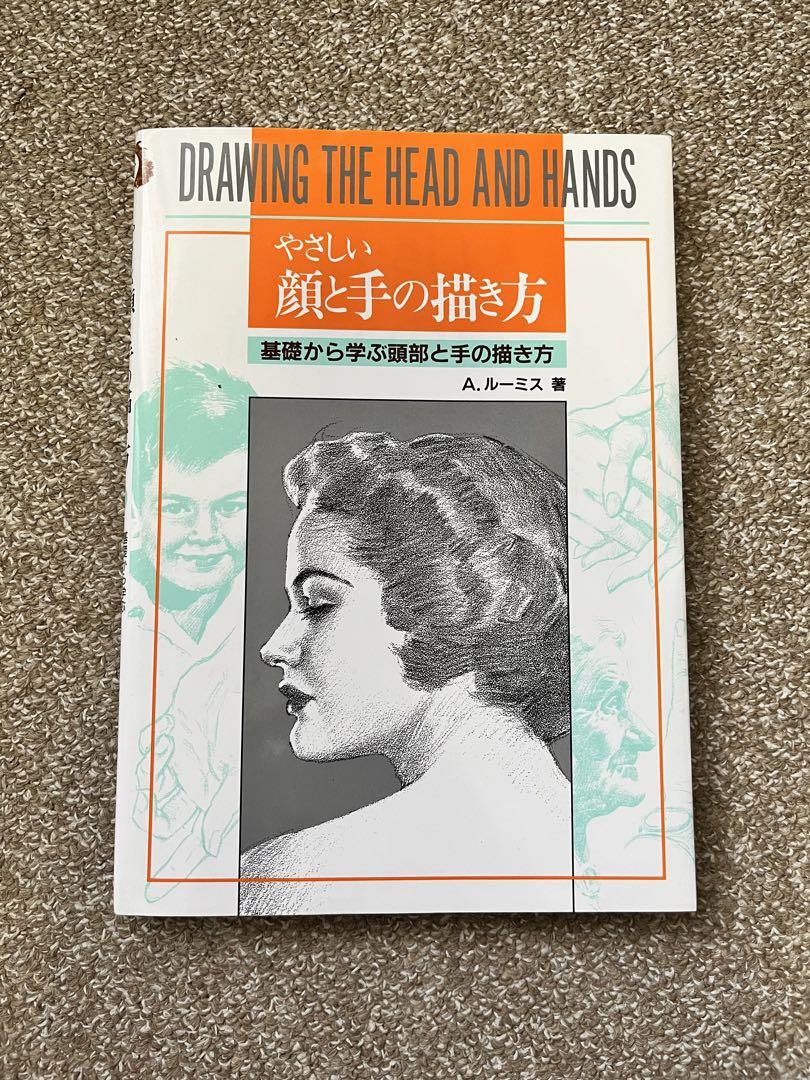 DRAWING THE HEAD AND HANDS
やさしい
顔と手の描き方
基礎から学ぶ頭部と手の描き方
A.ルーミス 著